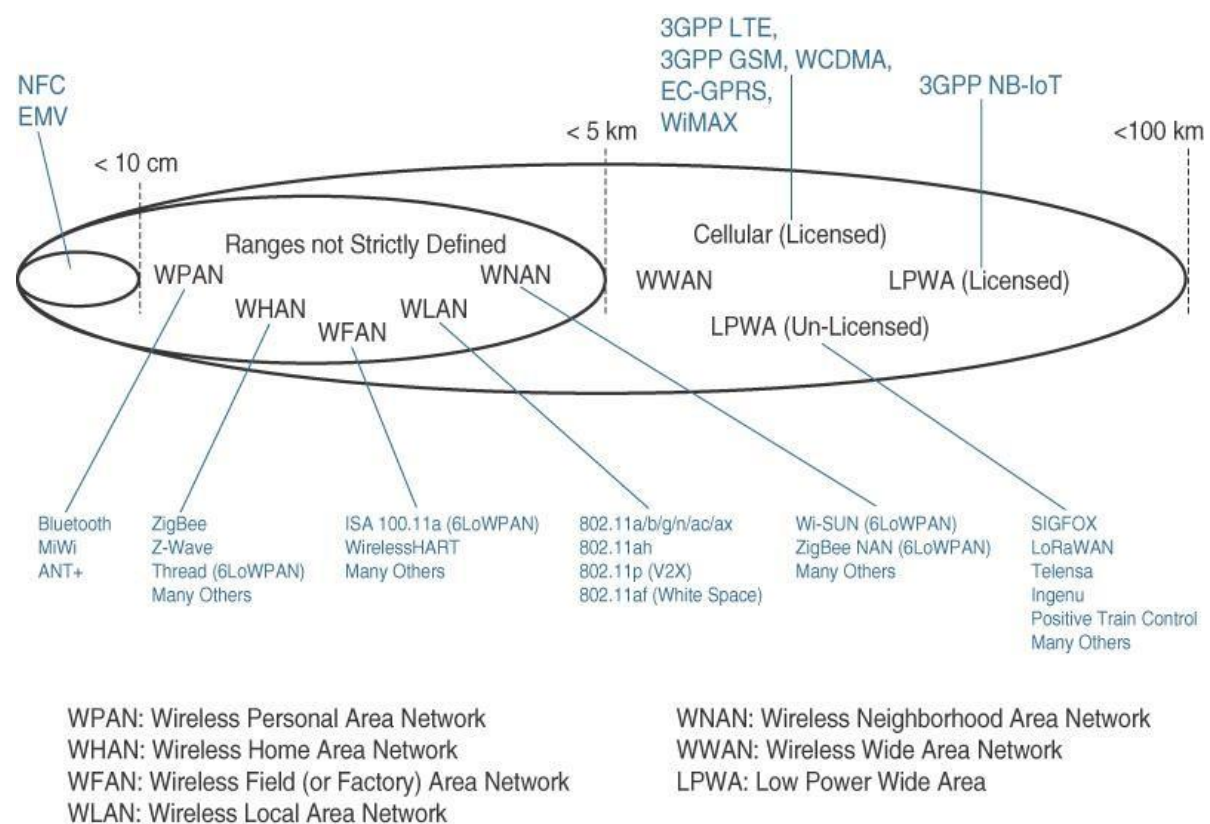 3GPP LTE,
3GPP GSM, WCDMA,
EC-GPRS,
WiMAX
NFC
EMV
3GPP NB-IoT
< 10 cm
< 5 km
<100 km
Ranges not Strictly Defined
Cellular (Licensed)
WPAN
WHAN
WFAN
WLAN
WNAN
WWAN
LPWA (Licensed)
LPWA (Un-Licensed)
Bluetooth
MiWi
ANT+
ZigBee
Z-Wave
Thread (6LoWPAN)
Many Others
ISA 100.11a (6LoWPAN)
WirelessHART
Many Others
802.11a/b/g/n/ac/ax
802.11ah
802.11p (V2X)
802.11af (White Space)
Wi-SUN (6LoWPAN)
ZigBee NAN (6LoWPAN)
Many Others
SIGFOX
LoRaWAN
Telensa
Ingenu
Positive Train Control
Many Others
WPAN: Wireless Personal Area Network
WHAN: Wireless Home Area Network
WFAN: Wireless Field (or Factory) Area Network
WLAN: Wireless Local Area Network
WNAN: Wireless Neighborhood Area Network
WWAN: Wireless Wide Area Network
LPWA: Low Power Wide Area